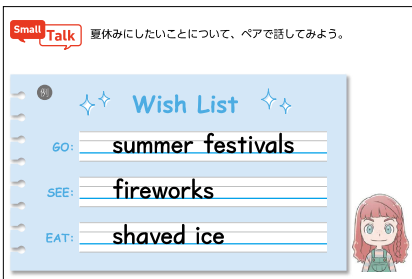 Small Talk 夏休みにしたいことについて、ペアで話してみよう。
例
Wish List
GO: summer festivals
SEE: fireworks
EAT: shaved ice